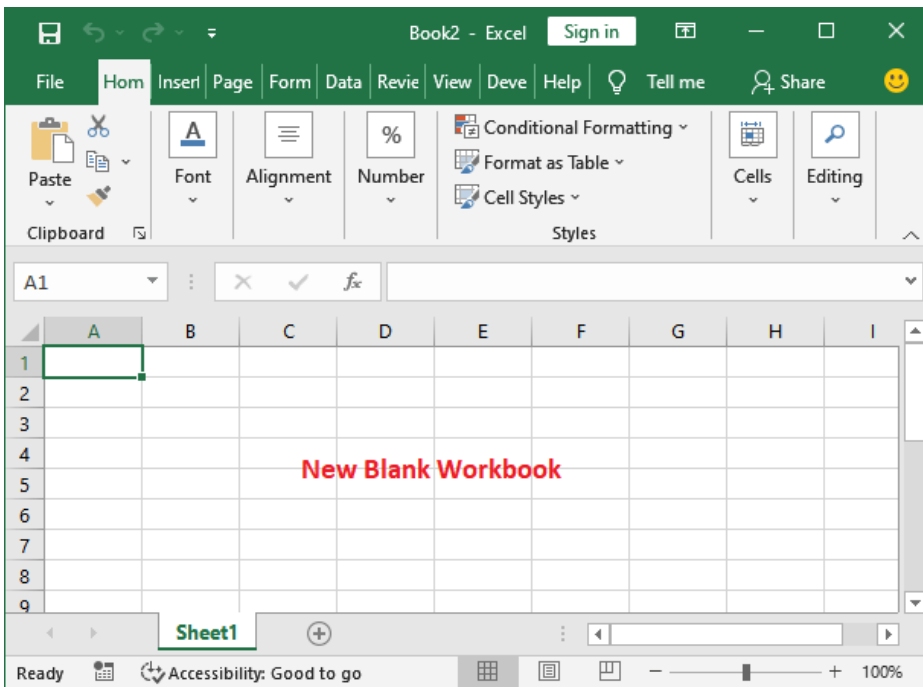 Book2 - Excel Sign in
File Hom Insert Page Form Data Revie View Deve Help Tell me Share
Paste
Clipboard
A
Font
Alignment
%
Number
Conditional Formatting
Format as Table
Cell Styles
Styles
Cells
Editing
A1 fx
A B C D E F G H I
1
2
3
4
New Blank Workbook
5
6
7
8
9
Sheet1
Ready Accessibility: Good to go 100%